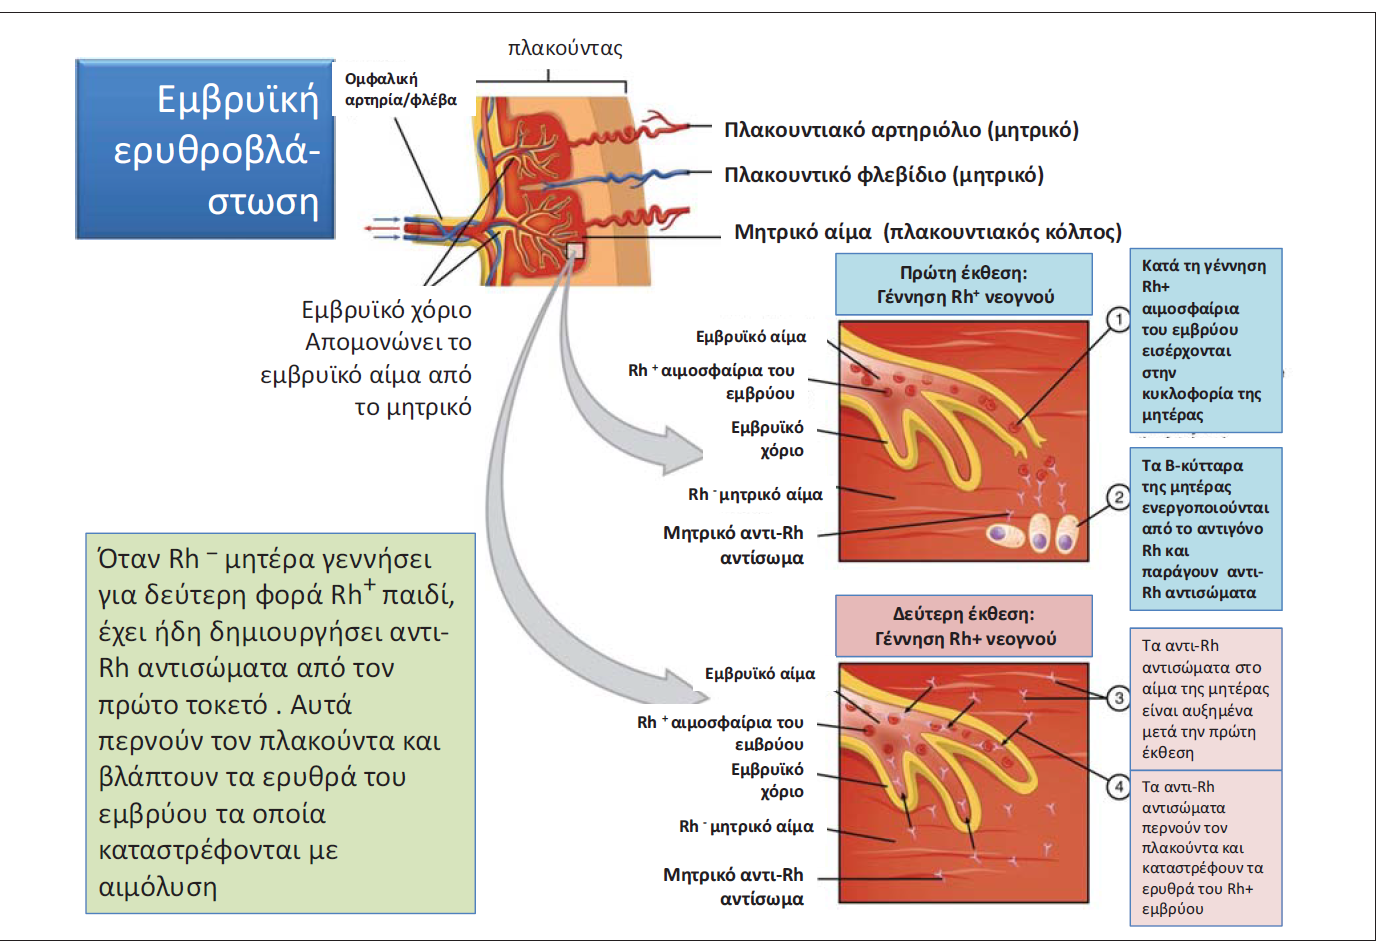 πλακούντας
Εμβρυϊκή
ερυθροβλά-
στωση
Ομφαλική
αρτηρία/φλέβα
Πλακουντιακό αρτηριόλιο (μητρικό)
Πλακουντικό φλεβίδιο (μητρικό)
Μητρικό αίμα (πλακουντιακός κόλπος)
Εμβρυϊκό χόριο
Απομονώνει το
εμβρυϊκό αίμα από
το μητρικό
Πρώτη έκθεση:
Γέννηση Rh+ νεογνού
Εμβρυϊκό αίμα
Rh + αιμοσφαίρια του
εμβρύου
Εμβρυϊκό
χόριο
Rh - μητρικό αίμα
Μητρικό αντι-Rh
αντίσωμα
1
Κατά τη γέννηση
Rh+
αιμοσφαίρια
του εμβρύου
εισέρχονται
στην
κυκλοφορία της
μητέρας
2
Τα Β-κύτταρα
της μητέρας
ενεργοποιούνται
από το αντιγόνο
Rh και
παράγουν αντι-
Rh αντισώματα
Όταν Rh – μητέρα γεννήσει
για δεύτερη φορά Rh+ παιδί,
έχει ήδη δημιουργήσει αντι-
Rh αντισώματα από τον
πρώτο τοκετό . Αυτά
περνούν τον πλακούντα και
βλάπτουν τα ερυθρά του
εμβρύου τα οποία
καταστρέφονται με
αιμόλυση
Δεύτερη έκθεση:
Γέννηση Rh+ νεογνού
Εμβρυϊκό αίμα
Rh + αιμοσφαίρια του
εμβρύου
Εμβρυϊκό
χόριο
Rh - μητρικό αίμα
Μητρικό αντι-Rh
αντίσωμα
3
Τα αντι-Rh
αντισώματα στο
αίμα της μητέρας
είναι αυξημένα
μετά την πρώτη
έκθεση
4
Τα αντι-Rh
αντισώματα
περνούν τον
πλακούντα και
καταστρέφουν τα
ερυθρά του Rh+
εμβρύου